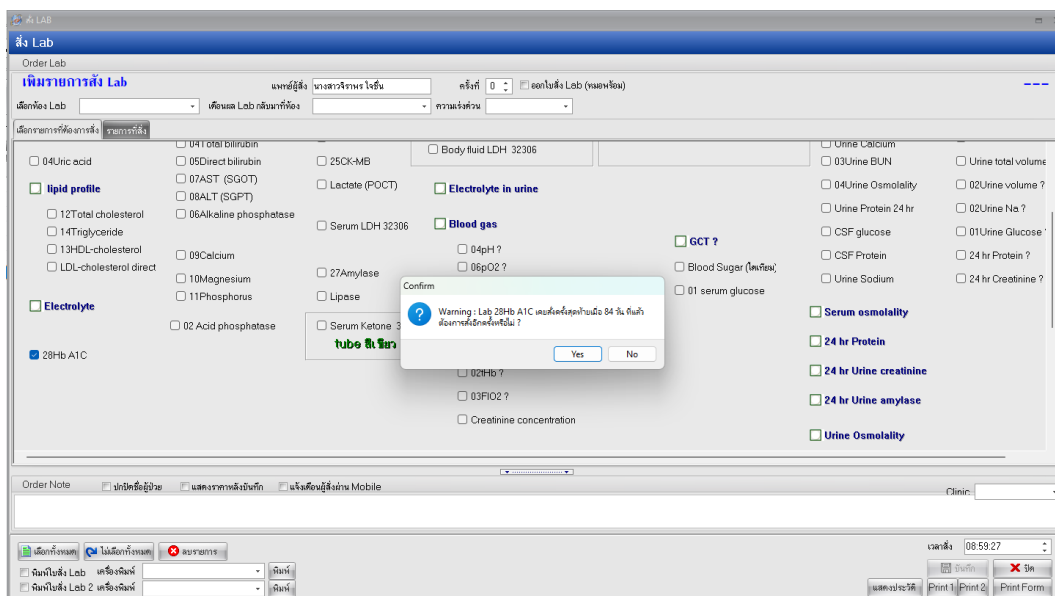 สั่ง LAB
สั่ง Lab
Order Lab
เพิ่มรายการสั่ง Lab
แพทย์ผู้สั่ง นางสาวจิราพร ใจชื่น ครั้งที่ 0 ออกใบสั่ง Lab (หมอพร้อม)
เลือกห้อง Lab เตือนผล Lab กลับมาที่ห้อง ความเร่งด่วน
เลือกรายการที่ต้องการสั่ง รายการที่สั่ง
04Uric acid
lipid profile
12Total cholesterol
14Triglyceride
13HDL-cholesterol
LDL-cholesterol direct
Electrolyte
28Hb A1C
04Total bilirubin
05Direct bilirubin
07AST (SGOT)
08ALT (SGPT)
06Alkaline phosphatase
09Calcium
10Magnesium
11Phosphorus
02 Acid phosphatase
25CK-MB
Lactate (POCT)
Serum LDH 32306
27Amylase
Lipase
Serum Ketone 3
tube สีเขียว
Body fluid LDH 32306
Electrolyte in urine
Blood gas
04pH ?
06pO2 ?
02tHb ?
03FIO2 ?
Creatinine concentration
GCT ?
Blood Sugar (ไตเทียม)
01 serum glucose
Urine Calcium
03Urine BUN
04Urine Osmolality
Urine Protein 24 hr
CSF glucose
CSF Protein
Urine Sodium
Serum osmolality
24 hr Protein
24 hr Urine creatinine
24 hr Urine amylase
Urine Osmolality
Urine total volume
02Urine volume ?
02Urine Na ?
01Urine Glucose
24 hr Protein ?
24 hr Creatinine ?
Confirm
Warning : Lab 28Hb A1C เคยส่งครั้งสุดท้ายเมื่อ 84 วัน ที่แล้ว
ต้องการส่งอีกครั้งหรือไม่ ?
Yes No
Order Note ปกปิดชื่อผู้ป่วย แสดงราคาหลังบันทึก แจ้งเตือนผู้สั่งผ่าน Mobile
Clinic
เลือกทั้งหมด ไม่เลือกทั้งหมด ลบรายการ
เวลาสั่ง 08:59:27
พิมพ์ใบสั่ง Lab เครื่องพิมพ์ พิมพ์
บันทึก ปิด
พิมพ์ใบสั่ง Lab 2 เครื่องพิมพ์ พิมพ์
แสดงประวัติ Print 1 Print 2 Print Form